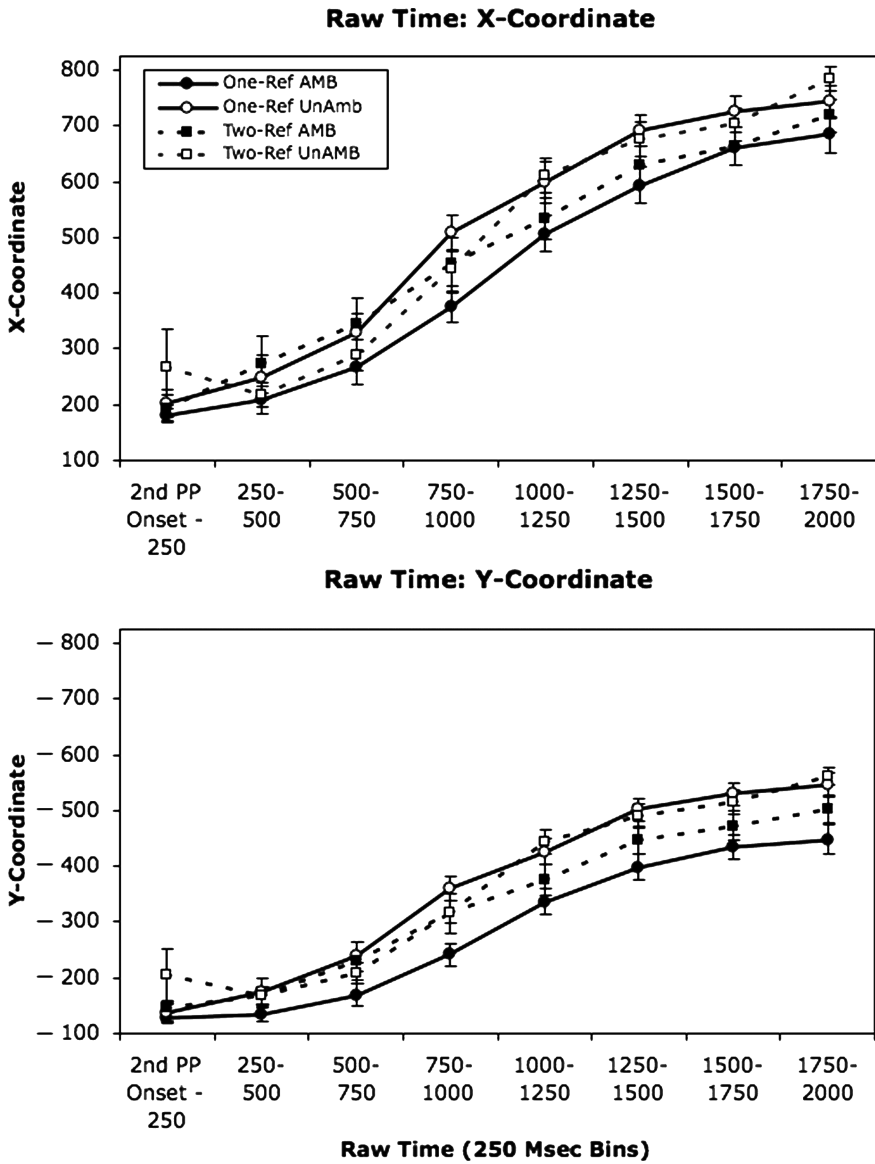 Raw Time: X-Coordinate
800
700
600
500
400
300
200
100
X-Coordinate
One-Ref AMB
One-Ref UnAmb
Two-Ref AMB
Two-Ref UnAMB
2nd PP Onset - 250
250-500
500-750
750-1000
1000-1250
1250-1500
1500-1750
1750-2000
Raw Time: Y-Coordinate
— 800
— 700
— 600
— 500
— 400
— 300
— 200
— 100
Y-Coordinate
2nd PP Onset - 250
250-500
500-750
750-1000
1000-1250
1250-1500
1500-1750
1750-2000
Raw Time (250 Msec Bins)